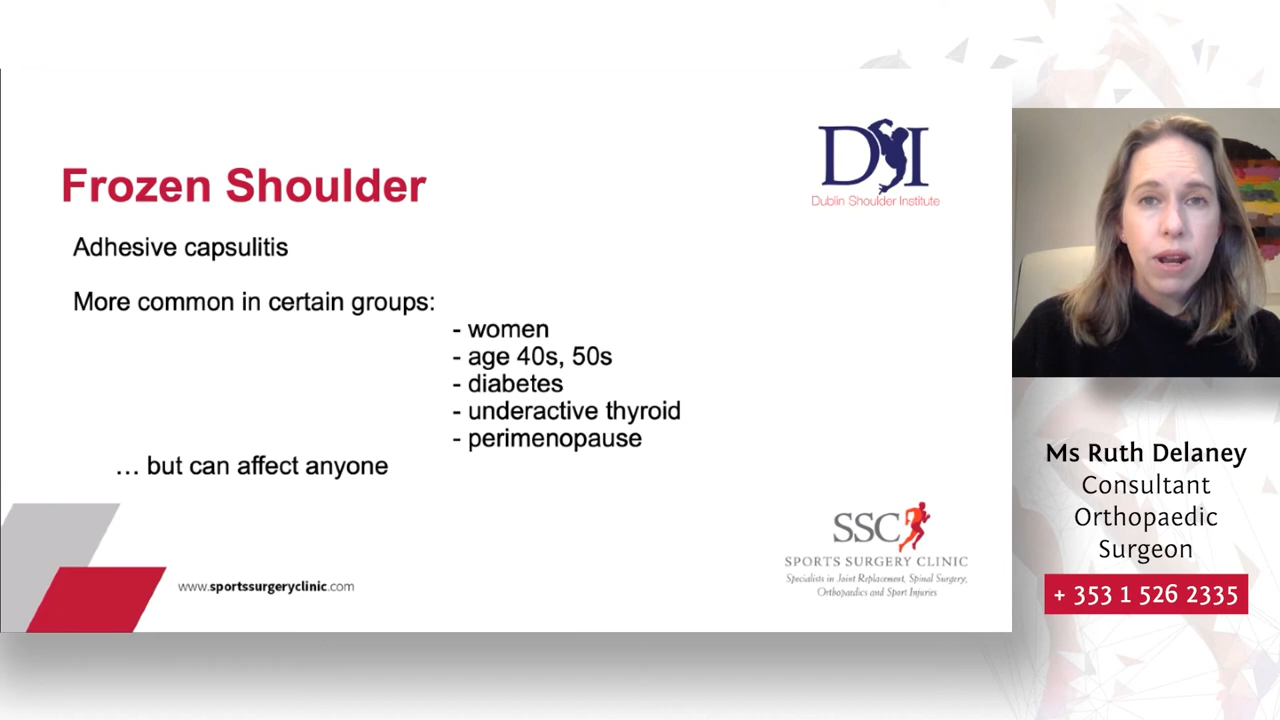 DSI
Dublin Shoulder Institute
Frozen Shoulder
Adhesive capsulitis
More common in certain groups:
- women
- age 40s, 50s
- diabetes
- underactive thyroid
- perimenopause
… but can affect anyone
www.sportssurgeryclinic.com
SSC
SPORTS SURGERY CLINIC
Specialists in Joint Replacement, Spinal Surgery,
Orthopaedics and Sport Injuries
Ms Ruth Delaney
Consultant
Orthopaedic
Surgeon
+ 353 1 526 2335